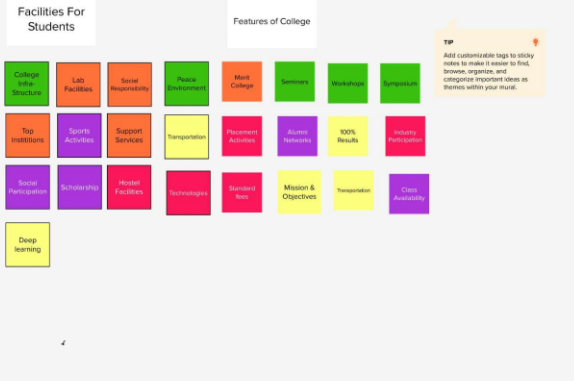 Facilities For
Students
Features of College
TIP
Add customizable tags to sticky
notes to make it easier to find,
browse, organize, and
categorize important ideas as
themes within your mural.
College
Infra-
Structure
Lab
Facilities
Social
Responsibility
Peace
Environment
Merit
College
Seminars
Workshops
Symposium
Top
Instititions
Sports
Activities
Support
Services
Transportation
Placement
Activities
Alumni
Networks
100%
Results
Industry
Participation
Social
Participation
Scholarship
Hostel
Facilities
Technologies
Standard
fees
Mission &
Objectives
Transportation
Class
Availability
Deep
learning